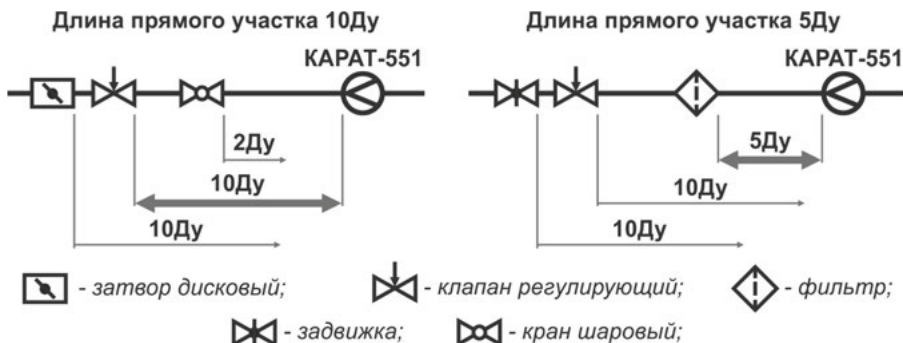 Длина прямого участка 10Ду
КАРАТ-551
2Ду
10Ду
10Ду
Длина прямого участка 5Ду
КАРАТ-551
5Ду
10Ду
10Ду
- затвор дисковый; - клапан регулирующий; - фильтр;
- задвижка; - кран шаровый;